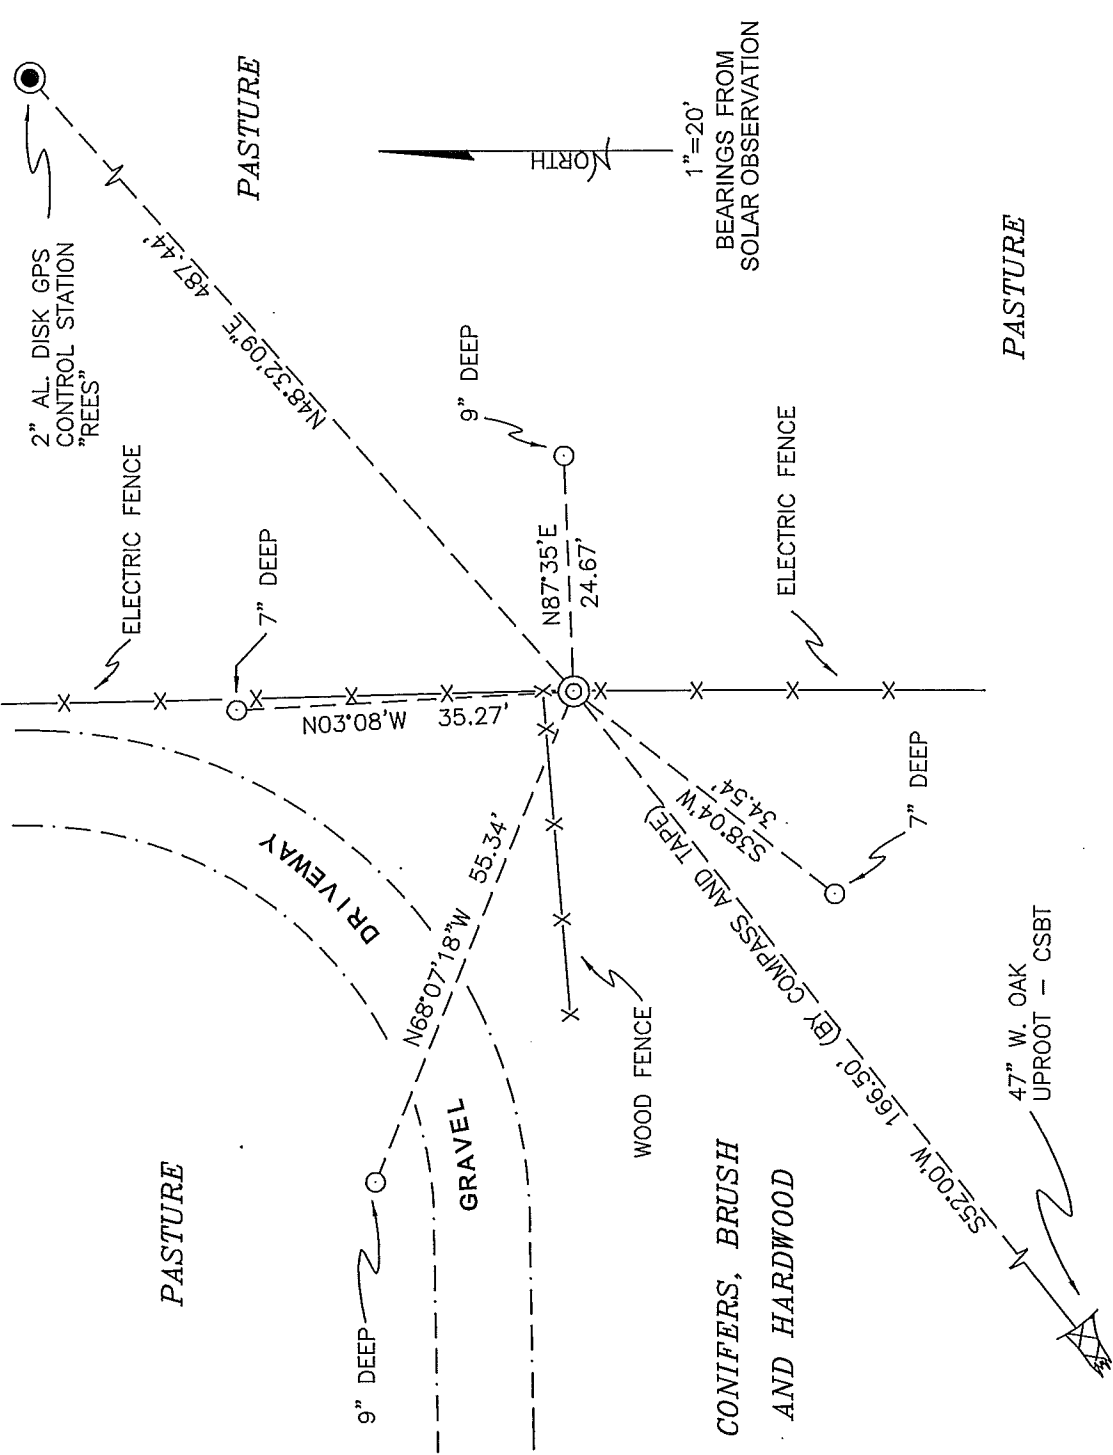 2" AL. DISK GPS
CONTROL STATION
"REES"
PASTURE
487.44'
N48°32'09"E
NORTH
1"=20'
BEARINGS FROM
SOLAR OBSERVATION
ELECTRIC FENCE
7" DEEP
9" DEEP
N87°35'E
24.67'
ELECTRIC FENCE
PASTURE
N03°08'W 35.27'
DRIVEWAY
N68°07'18"W 55.34'
S38°04'W
34.54'
7" DEEP
GRAVEL
WOOD FENCE
S52°00'W 166.50' (BY COMPASS AND TAPE)
47" W. OAK
UPROOT - CSBT
PASTURE
9" DEEP
CONIFERS, BRUSH
AND HARDWOOD